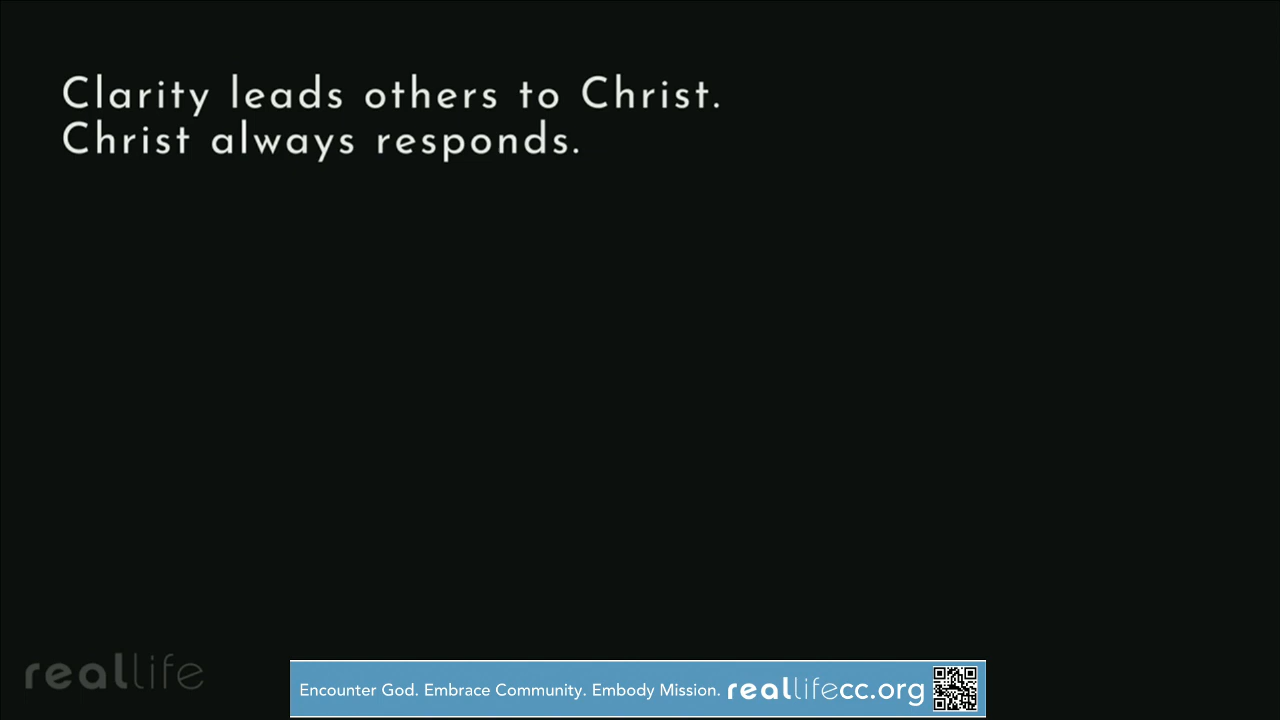 Clarity leads others to Christ.
Christ always responds.
reallife
Encounter God. Embrace Community. Embody Mission. reallifecc.org